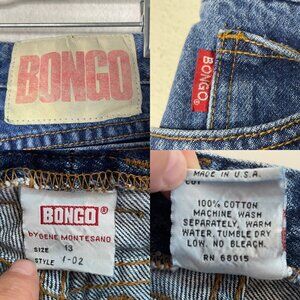 BONGO
BONGO®
BONGO®
BY GENE MONTESANO
SIZE 13
STYLE 1-02
MADE IN U.S.A.
100% COTTON
MACHINE WASH
SEPARATELY, WARM
WATER, TUMBLE DRY
LOW. NO BLEACH.
RN 68015